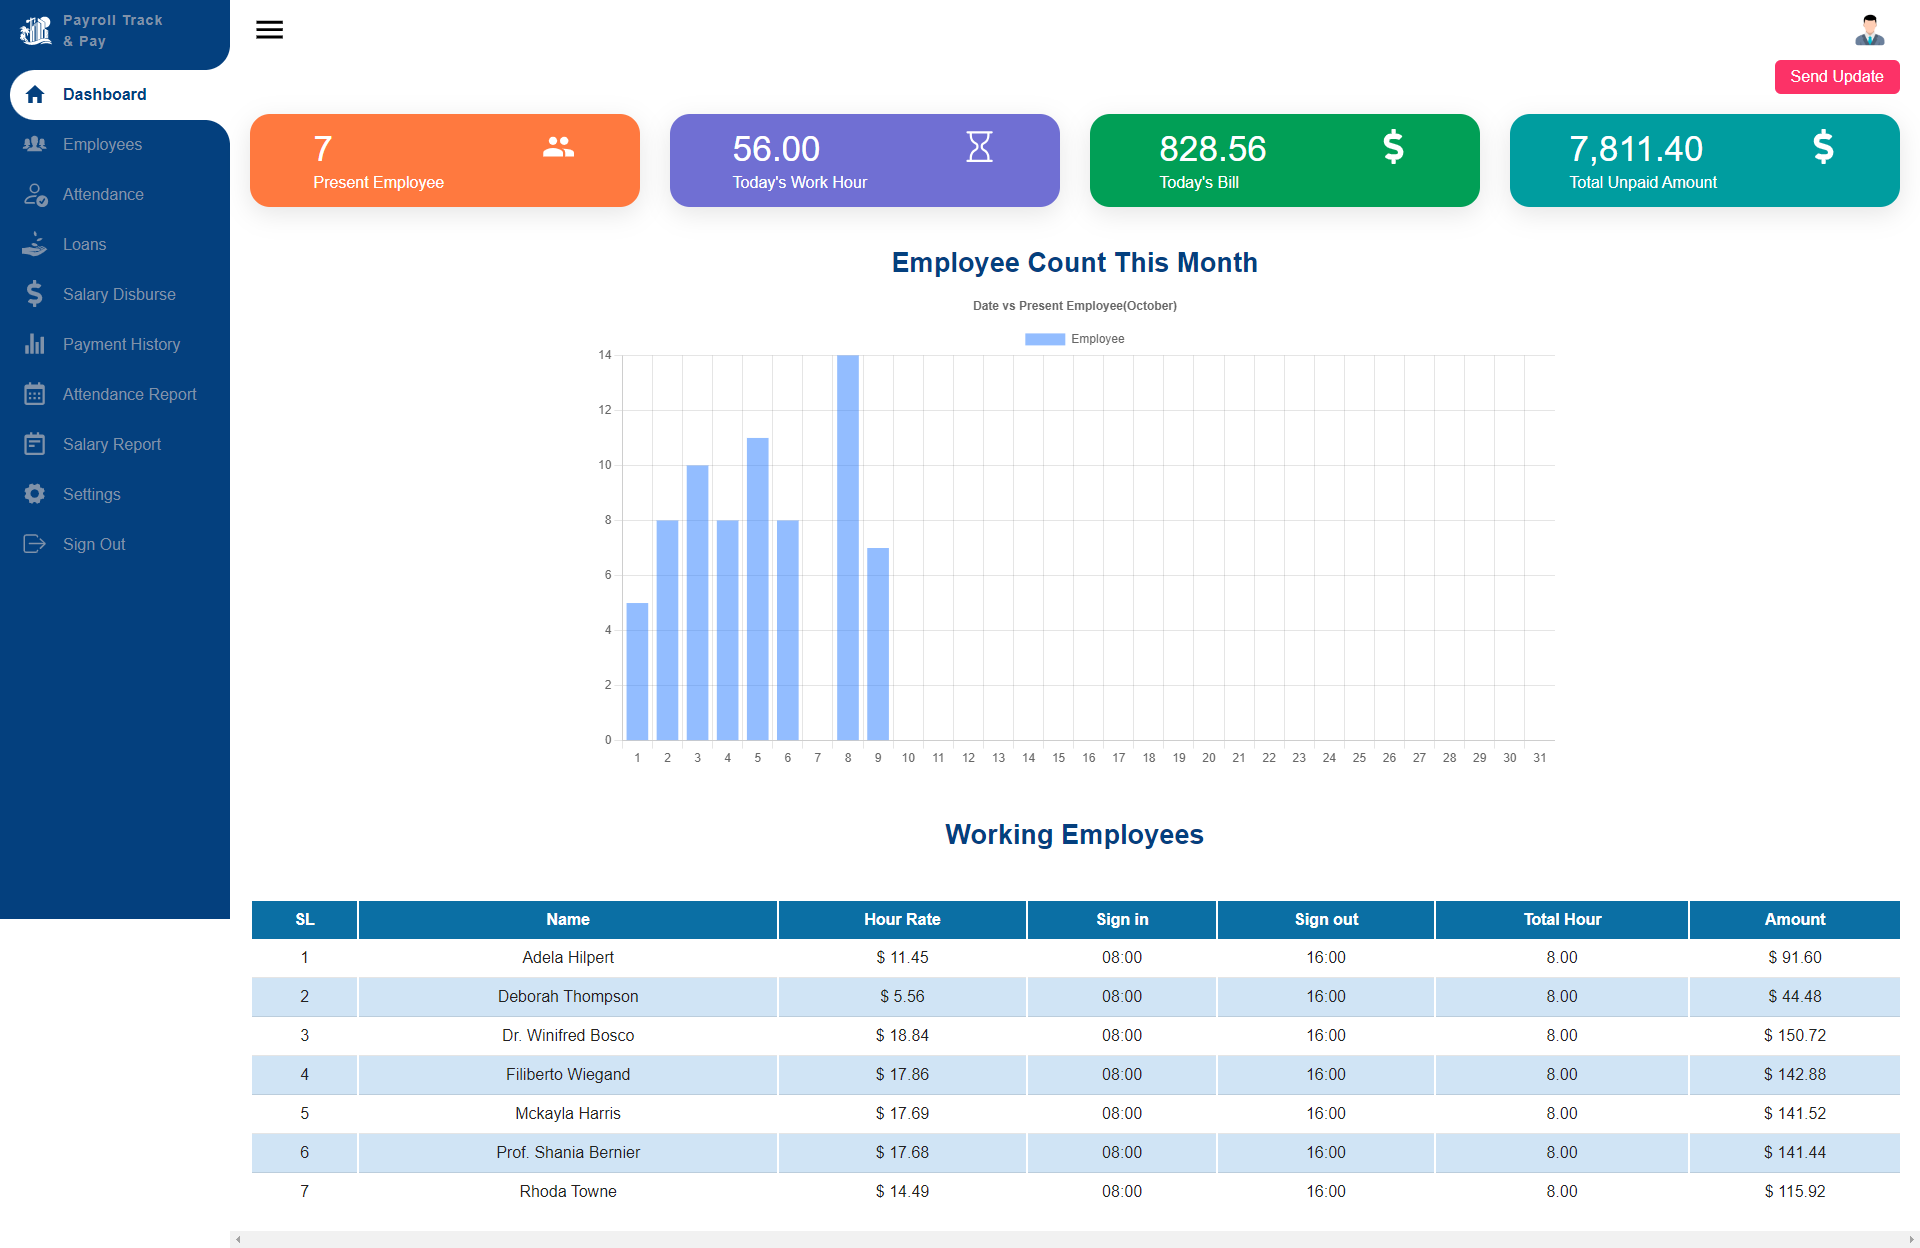 Payroll Track
& Pay
Dashboard
Employees
Attendance
Loans
Salary Disburse
Payment History
Attendance Report
Salary Report
Settings
Sign Out
Send Update
7
Present Employee
56.00
Today's Work Hour
828.56
Today's Bill
7,811.40
Total Unpaid Amount
Employee Count This Month
Date vs Present Employee(October)
Employee
14
12
10
8
6
4
2
0
1 2 3 4 5 6 7 8 9 10 11 12 13 14 15 16 17 18 19 20 21 22 23 24 25 26 27 28 29 30 31
Working Employees
SL Name Hour Rate Sign in Sign out Total Hour Amount
1 Adela Hilpert $ 11.45 08:00 16:00 8.00 $ 91.60
2 Deborah Thompson $ 5.56 08:00 16:00 8.00 $ 44.48
3 Dr. Winifred Bosco $ 18.84 08:00 16:00 8.00 $ 150.72
4 Filiberto Wiegand $ 17.86 08:00 16:00 8.00 $ 142.88
5 Mckayla Harris $ 17.69 08:00 16:00 8.00 $ 141.52
6 Prof. Shania Bernier $ 17.68 08:00 16:00 8.00 $ 141.44
7 Rhoda Towne $ 14.49 08:00 16:00 8.00 $ 115.92